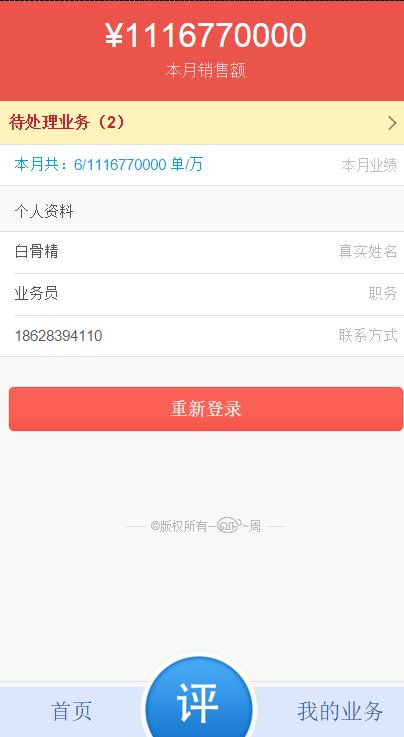 ¥1116770000
本月销售额
待处理业务（2）
本月共：6/1116770000 单/万 本月业绩
个人资料
白骨精 真实姓名
业务员 职务
18628394110 联系方式
重新登录
©版权所有--~周
首页 评 我的业务